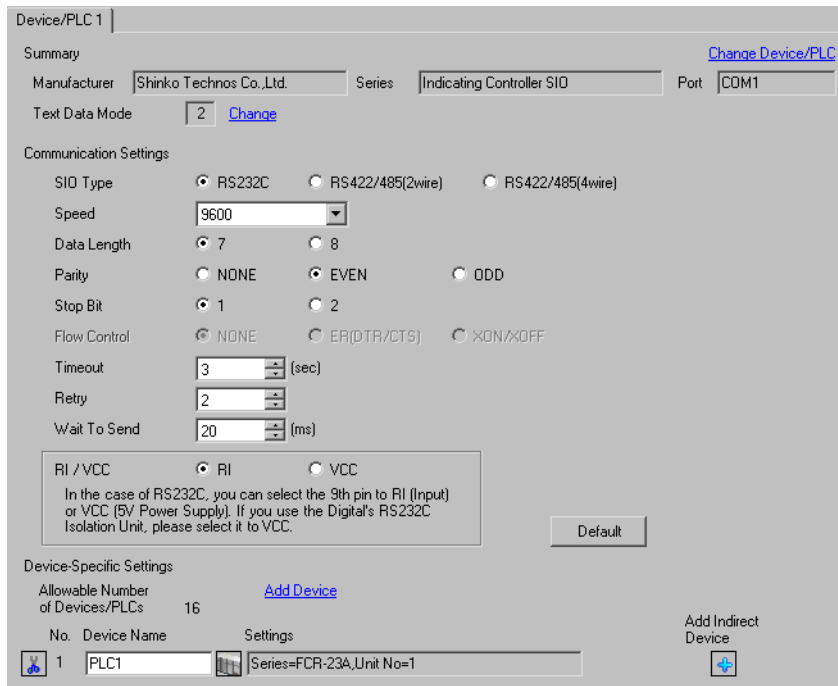 Device/PLC 1
Summary
Change Device/PLC
Manufacturer Shinko Technos Co.,Ltd. Series Indicating Controller SIO Port COM1
Text Data Mode 2 Change
Communication Settings
SIO Type RS232C RS422/485(2wire) RS422/485(4wire)
Speed 9600
Data Length 7 8
Parity NONE EVEN ODD
Stop Bit 1 2
Flow Control NONE ER(DTR/CTS) XON/XOFF
Timeout 3 (sec)
Retry 2
Wait To Send 20 (ms)
RI / VCC RI VCC
In the case of RS232C, you can select the 9th pin to RI (Input)
or VCC (5V Power Supply). If you use the Digital's RS232C
Isolation Unit, please select it to VCC.
Default
Device-Specific Settings
Allowable Number
of Devices/PLCs 16
Add Device
Add Indirect
Device
No. Device Name Settings
1 PLC1 Series=FCR-23A,Unit No=1